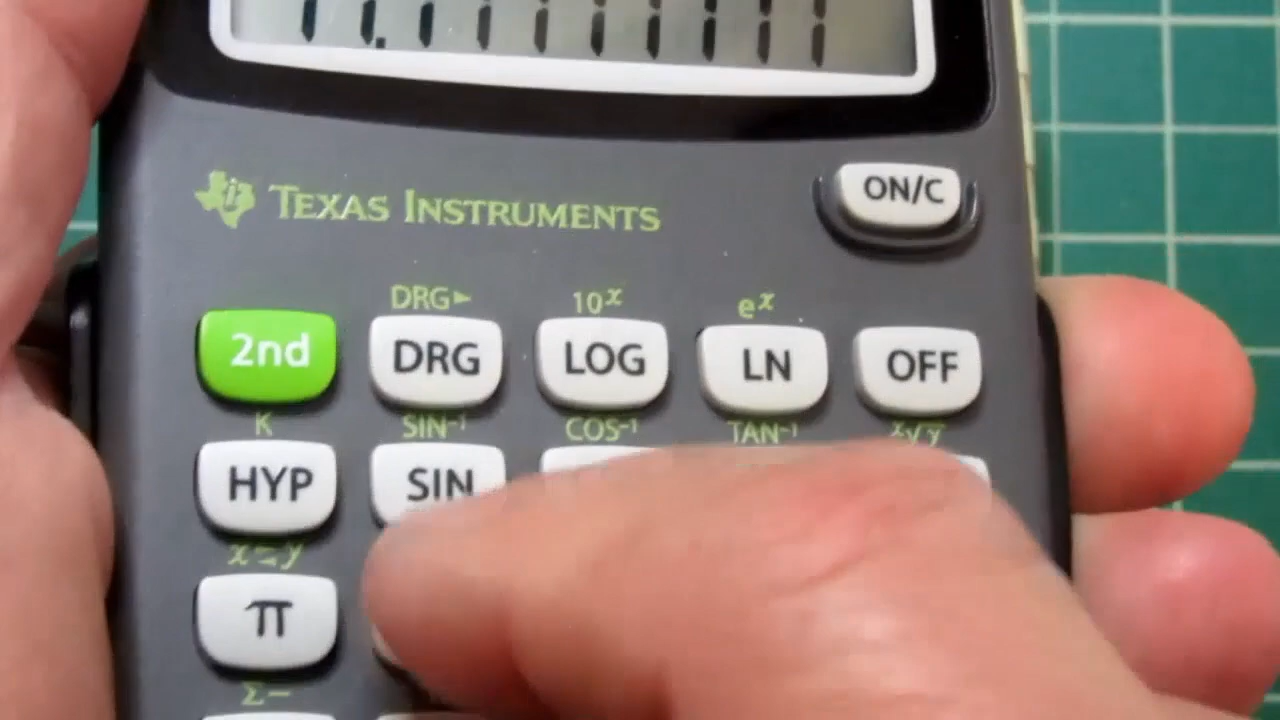 TEXAS INSTRUMENTS
ON/C
DRG► 10ˣ eˣ
2nd DRG LOG LN OFF
K SIN⁻¹ COS⁻¹ TAN⁻¹ ˣ√y
HYP SIN
π
Σ-